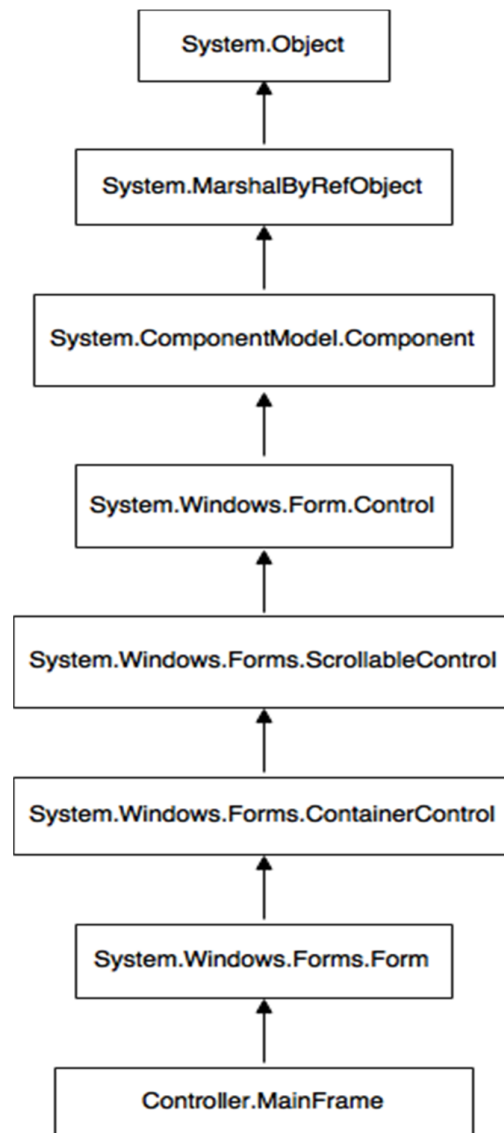 System.Object
System.MarshalByRefObject
System.ComponentModel.Component
System.Windows.Form.Control
System.Windows.Forms.ScrollableControl
System.Windows.Forms.ContainerControl
System.Windows.Forms.Form
Controller.MainFrame